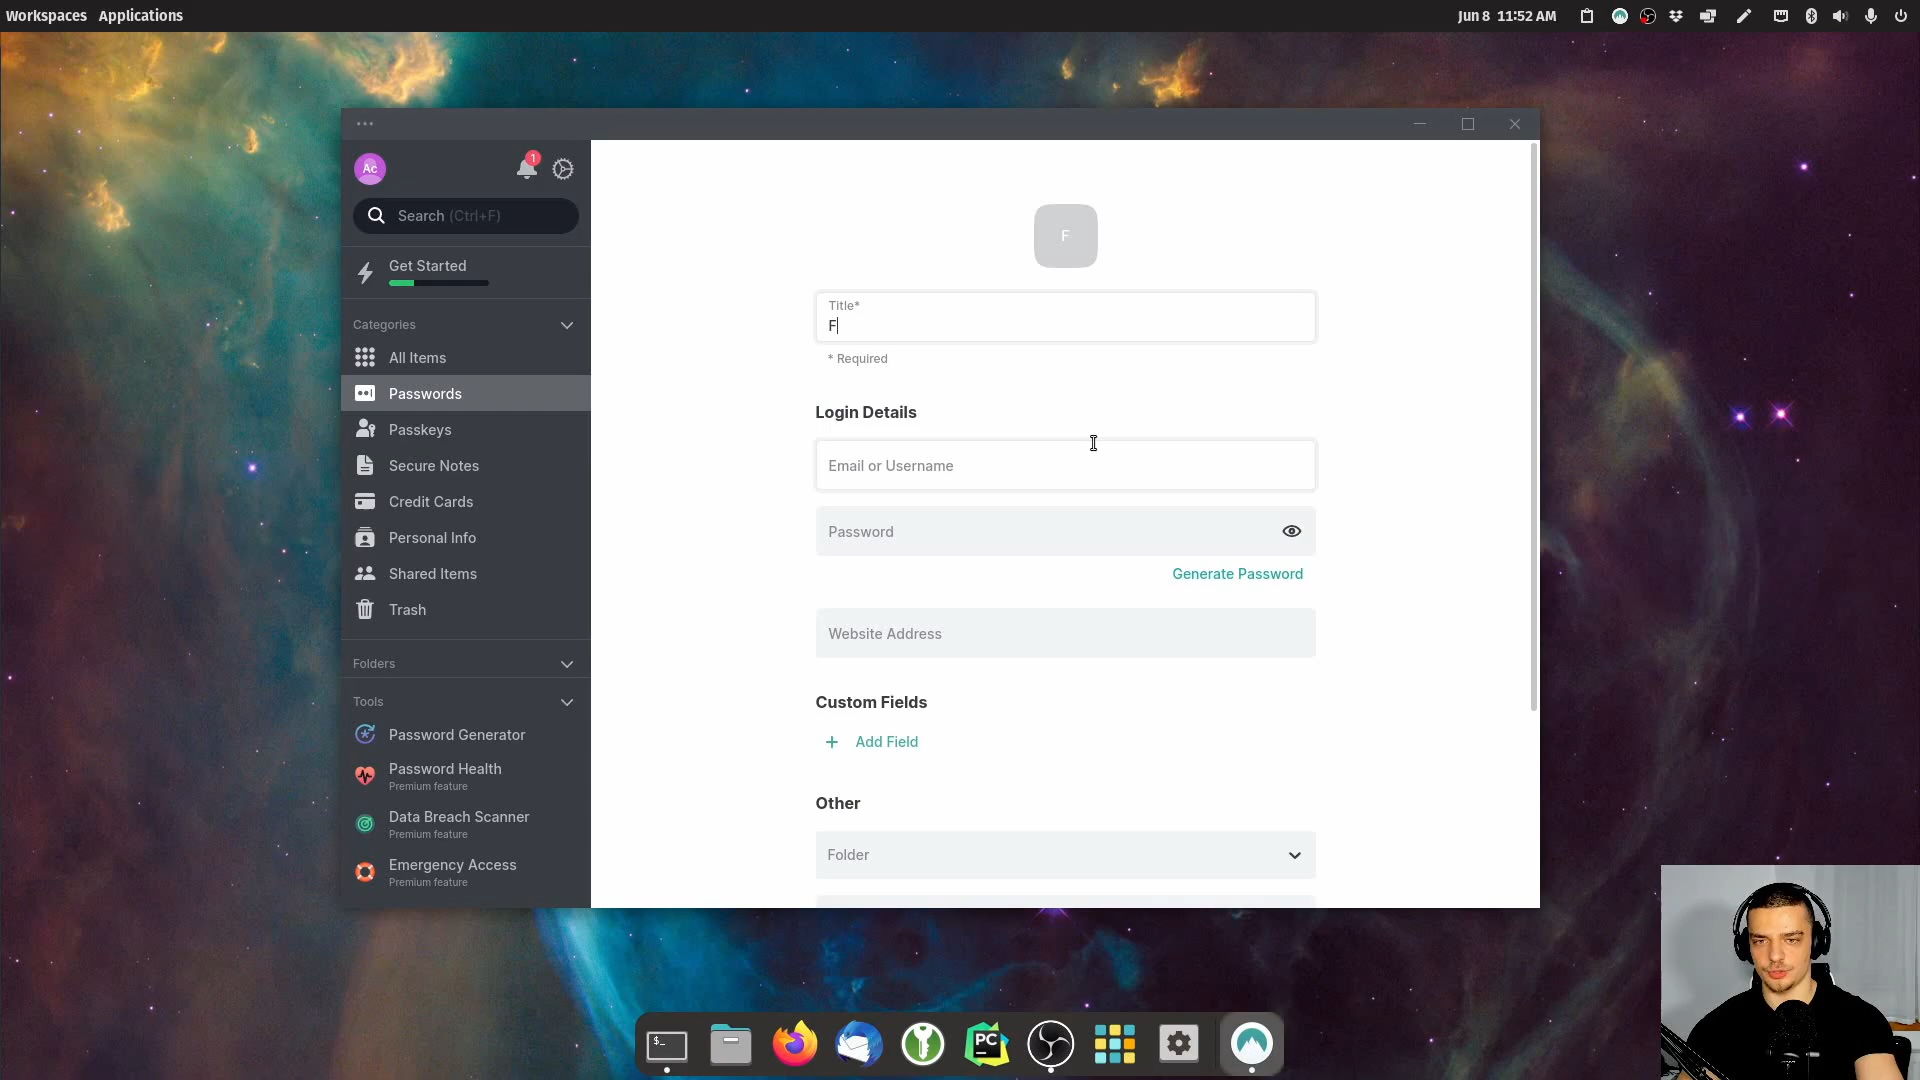 Workspaces Applications
Jun 8 11:52 AM
Ac
1
Search (Ctrl+F)
Get Started
Categories
All Items
Passwords
Passkeys
Secure Notes
Credit Cards
Personal Info
Shared Items
Trash
Folders
Tools
Password Generator
Password Health
Premium feature
Data Breach Scanner
Premium feature
Emergency Access
Premium feature
F
Title*
F
* Required
Login Details
Email or Username
Password
Generate Password
Website Address
Custom Fields
+ Add Field
Other
Folder
$_
PC